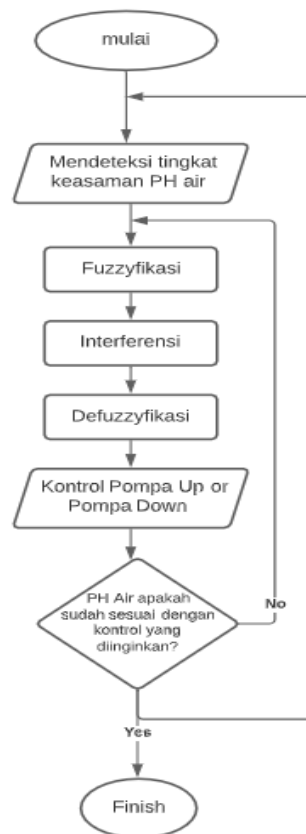 mulai
Mendeteksi tingkat
keasaman PH air
Fuzzyfikasi
Interferensi
Defuzzyfikasi
Kontrol Pompa Up or
Pompa Down
PH Air apakah
sudah sesuai dengan
kontrol yang
diinginkan?
No
Yes
Finish